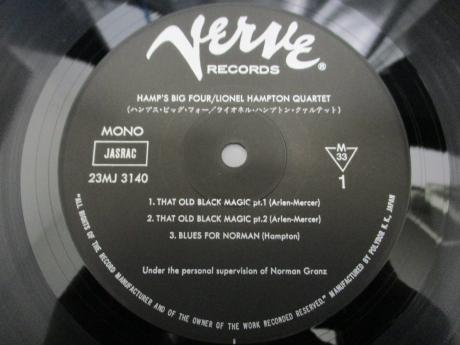 Verve
RECORDS ®
HAMP'S BIG FOUR/LIONEL HAMPTON QUARTET
(ハンプス・ビッグ・フォー/ライオネル・ハンプトン・クァルテット)
MONO
JASRAC
23MJ 3140
M
33
1
1. THAT OLD BLACK MAGIC pt.1 (Arlen-Mercer)
2. THAT OLD BLACK MAGIC pt.2 (Arlen-Mercer)
3. BLUES FOR NORMAN (Hampton)
Under the personal supervision of Norman Granz
"ALL RIGHTS OF THE RECORD MANUFACTURER AND OF THE OWNER OF THE WORK RECORDED RESERVED." MANUFACTURED BY POLYDOR K.K., JAPAN